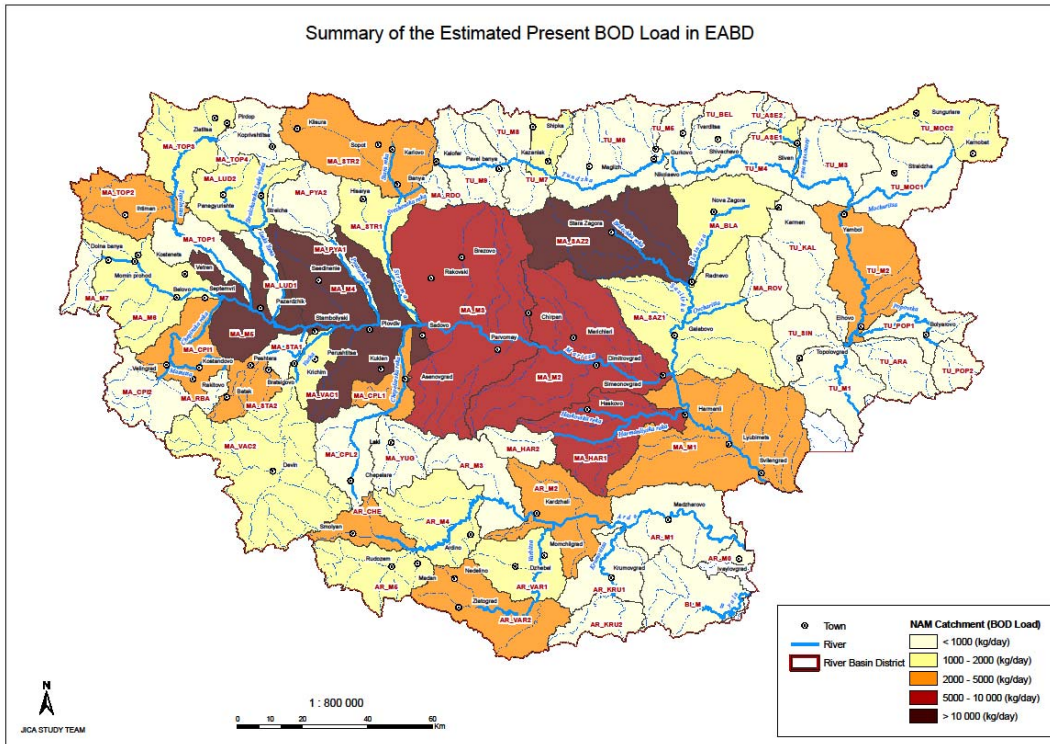 Summary of the Estimated Present BOD Load in EABD
Pirdop
Zlatitsa
Koprivshtitsa
MA_TOP3
MA_TOP4
Klisura
Sopot
Karlovo
MA_STR2
Banya
MA_RDO
Kalofer
Pavel banya
TU_M8
TU_M9
Shipka
Kazanlak
TU_M7
TU_M6
Maglizh
TU_M5
Gurkovo
Nikolaevo
TU_BEL
Tvarditsa
Shivachevo
TU_ASE2
TU_ASE1
Sliven
TU_M4
TU_M3
Sungurlare
TU_MOC2
Karnobat
Straldzha
TU_MOC1
Tundzha
Mochuritsa
MA_LUD2
Panagyurishte
Strelcha
MA_PYA2
Hisariya
MA_STR1
MA_TOP2
Ihtiman
Dolna banya
Kostenets
Momin prohod
MA_TOP1
Vetren
Belovo
Septemvri
MA_M7
MA_M6
MA_LUD1
Pazardzhik
MA_PYA1
Saedinenie
MA_M4
Stamboliyski
Plovdiv
MA_M5
MA_STA1
Perushtitsa
Krichim
Kuklen
MA_VAC1
MA_CPL1
Sadovo
Asenovgrad
Brezovo
Rakovski
MA_M3
Parvomay
Maritsa
Chirpan
Merichleri
Dimitrovgrad
Simeonovgrad
MA_M2
Stara Zagora
MA_SAZ2
Nova Zagora
MA_BLA
Radnevo
MA_SAZ1
Galabovo
Kermen
TU_KAL
MA_ROV
Yambol
TU_M2
Elhovo
TU_POP1
Bolyarovo
TU_ARA
TU_POP2
TU_SIN
Topolovgrad
TU_M1
MA_CPI1
Velingrad
Kostandovo
Rakitovo
MA_CPI2
MA_RBA
Peshtera
Bratsigovo
Batak
MA_STA2
MA_VAC2
Devin
MA_CPL2
Laki
MA_YUG
Chepelare
Haskovo
MA_HAR2
MA_HAR1
Harmanliyska reka
Harmanli
MA_M1
Lyubimets
Svilengrad
AR_M3
AR_M2
Kardzhali
AR_CHE
Smolyan
AR_M4
Ardino
Momchilgrad
Dzhebel
AR_VAR1
Rudozem
Madan
AR_M5
Nedelino
Zlatograd
AR_VAR2
Arda
Madzharovo
AR_M1
Krumovgrad
AR_KRU1
AR_KRU2
Ivaylovgrad
BI_M
N
JICA STUDY TEAM
1 : 800 000
0 10 20 40 60
Km
Town
River
River Basin District
NAM Catchment (BOD Load)
< 1000 (kg/day)
1000 - 2000 (kg/day)
2000 - 5000 (kg/day)
5000 - 10 000 (kg/day)
> 10 000 (kg/day)